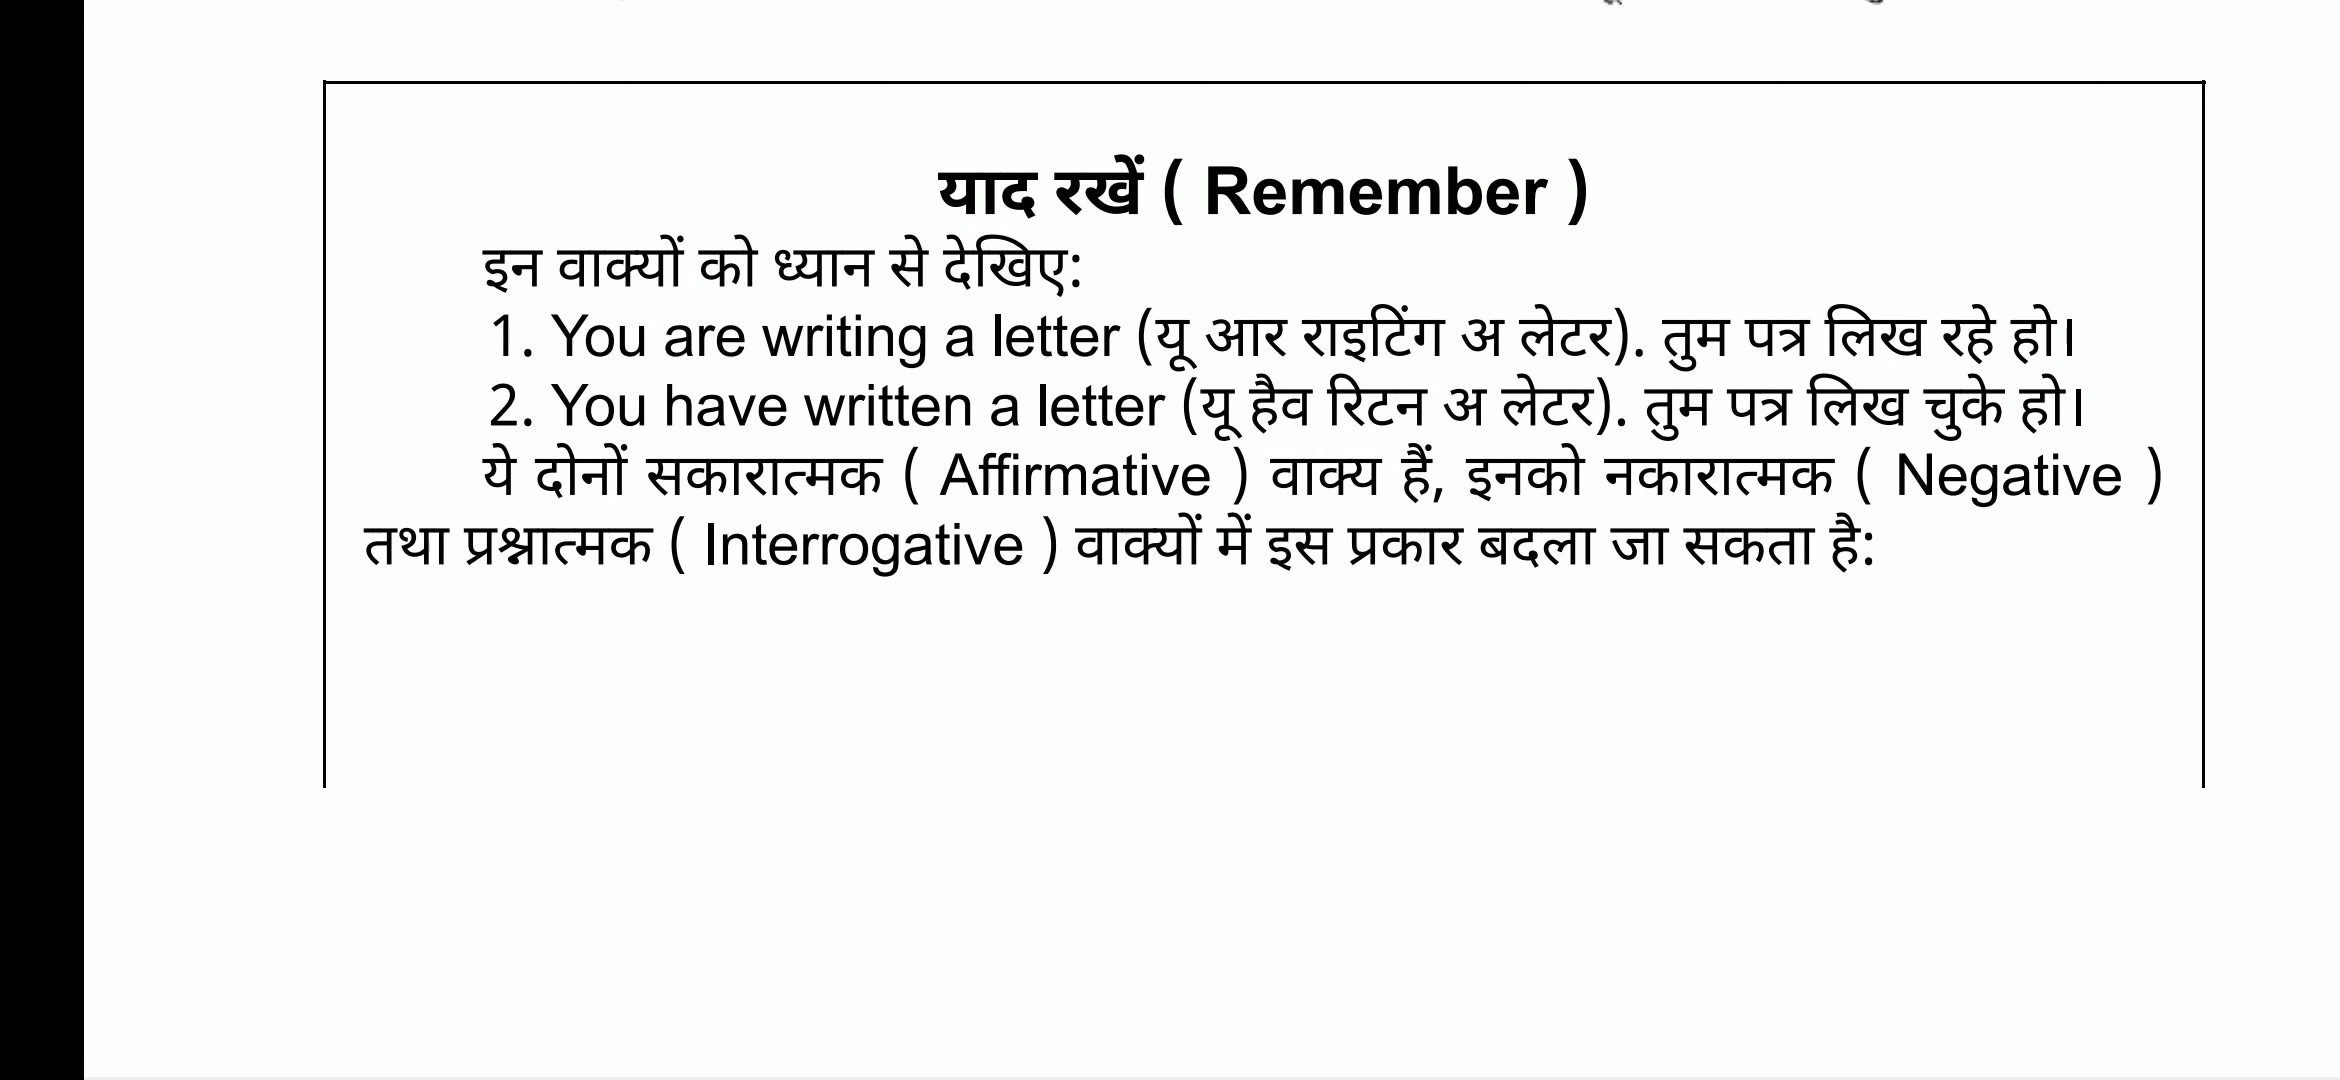 याद रखें ( Remember )
इन वाक्यों को ध्यान से देखिए:
1. You are writing a letter (यू आर राइटिंग अ लेटर). तुम पत्र लिख रहे हो।
2. You have written a letter (यू हैव रिटन अ लेटर). तुम पत्र लिख चुके हो।
ये दोनों सकारात्मक ( Affirmative ) वाक्य हैं, इनको नकारात्मक ( Negative )
तथा प्रश्नात्मक ( Interrogative ) वाक्यों में इस प्रकार बदला जा सकता है: